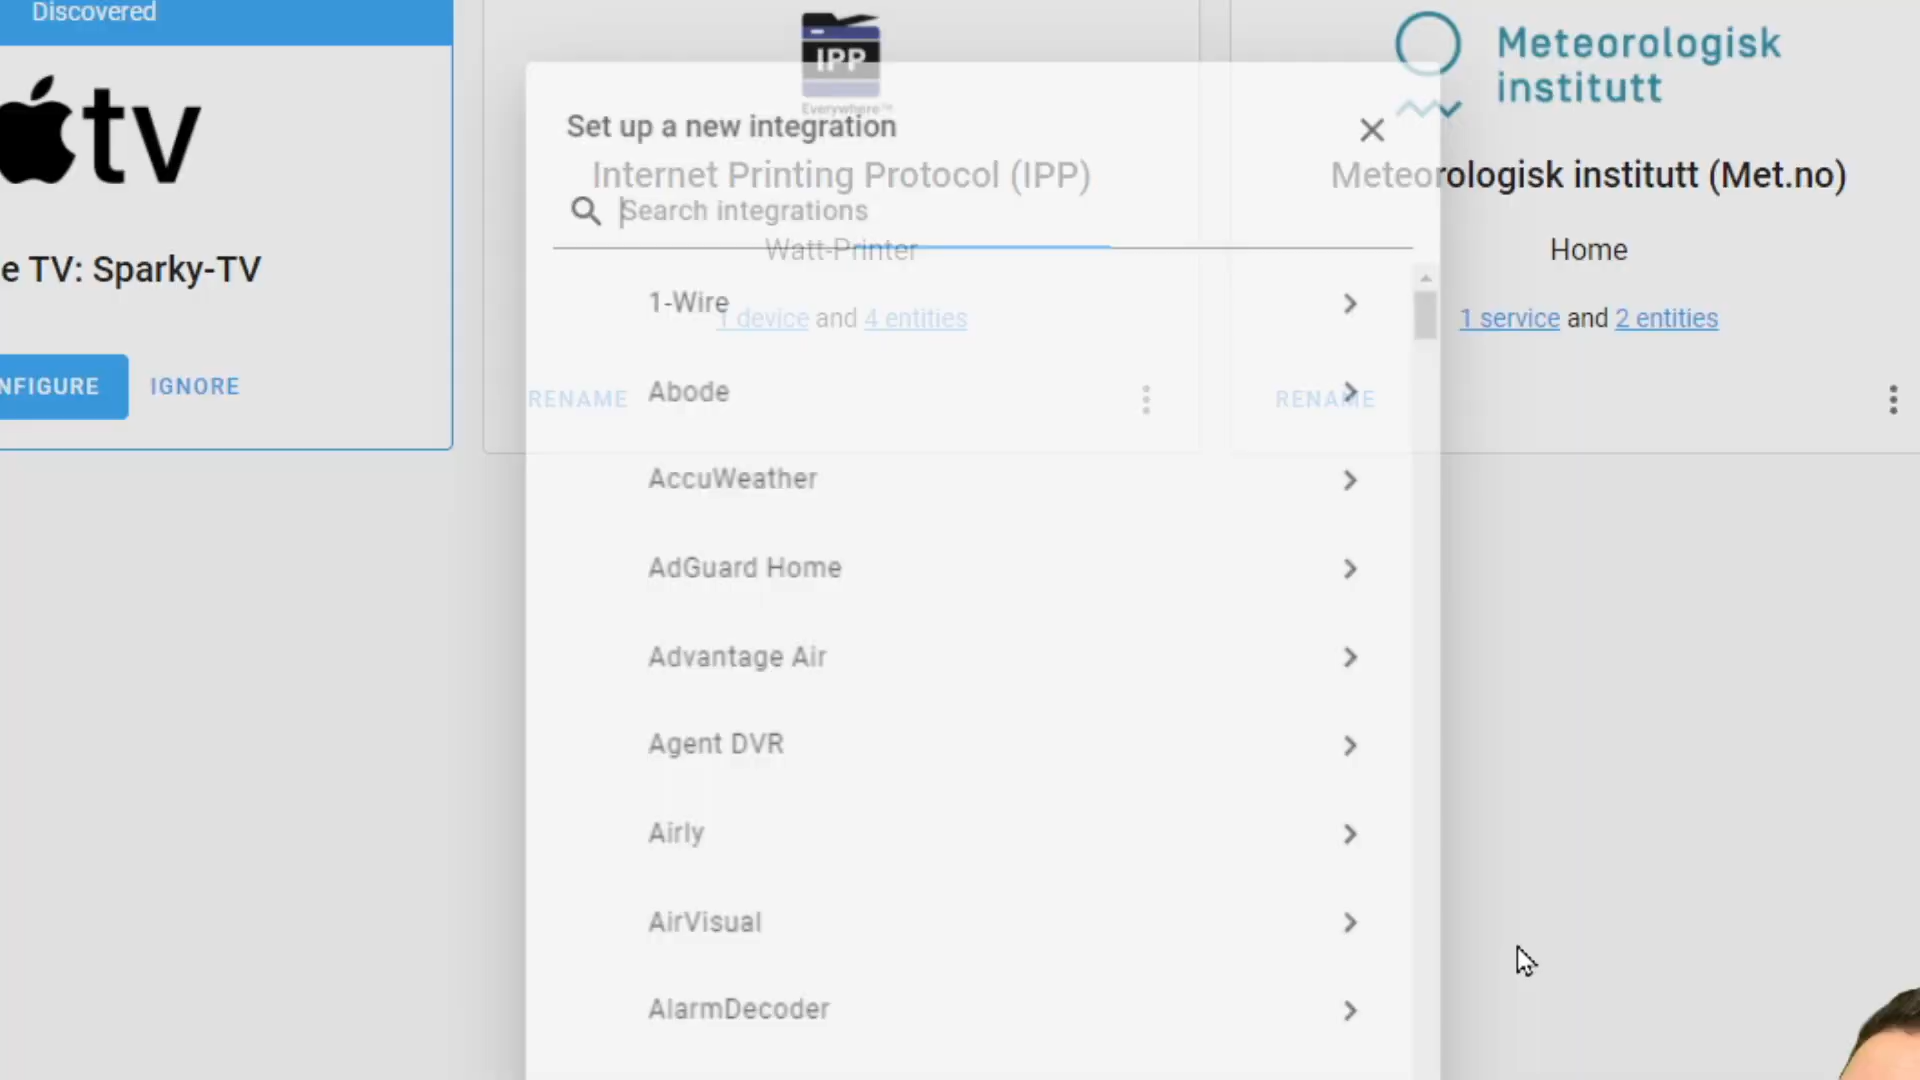 Discovered
tv
e TV: Sparky-TV
NFIGURE
IGNORE
IPP
Everywhere™
Internet Printing Protocol (IPP)
Watt-Printer
1 device and 4 entities
RENAME
Meteorologisk
institutt
Meteorologisk institutt (Met.no)
Home
1 service and 2 entities
RENAME
Set up a new integration
Search integrations
1-Wire
Abode
AccuWeather
AdGuard Home
Advantage Air
Agent DVR
Airly
AirVisual
AlarmDecoder